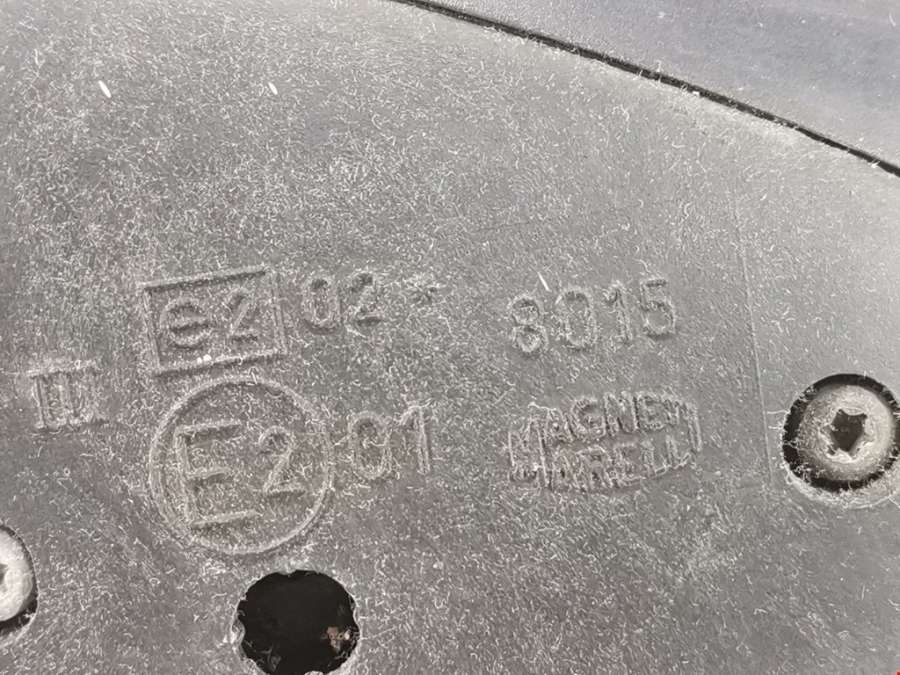 e2 02* 8015
III
E2 01
MAGNETI
MARELLI